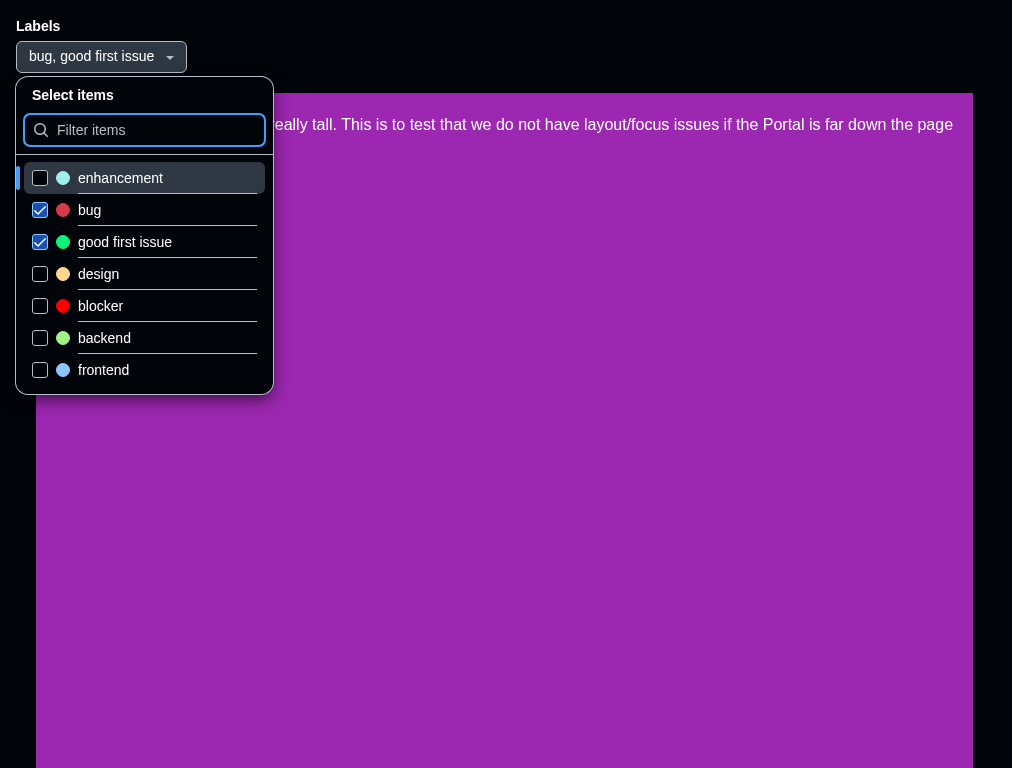 Labels
bug, good first issue
Select items
Filter items
really tall. This is to test that we do not have layout/focus issues if the Portal is far down the page
enhancement
bug
good first issue
design
blocker
backend
frontend